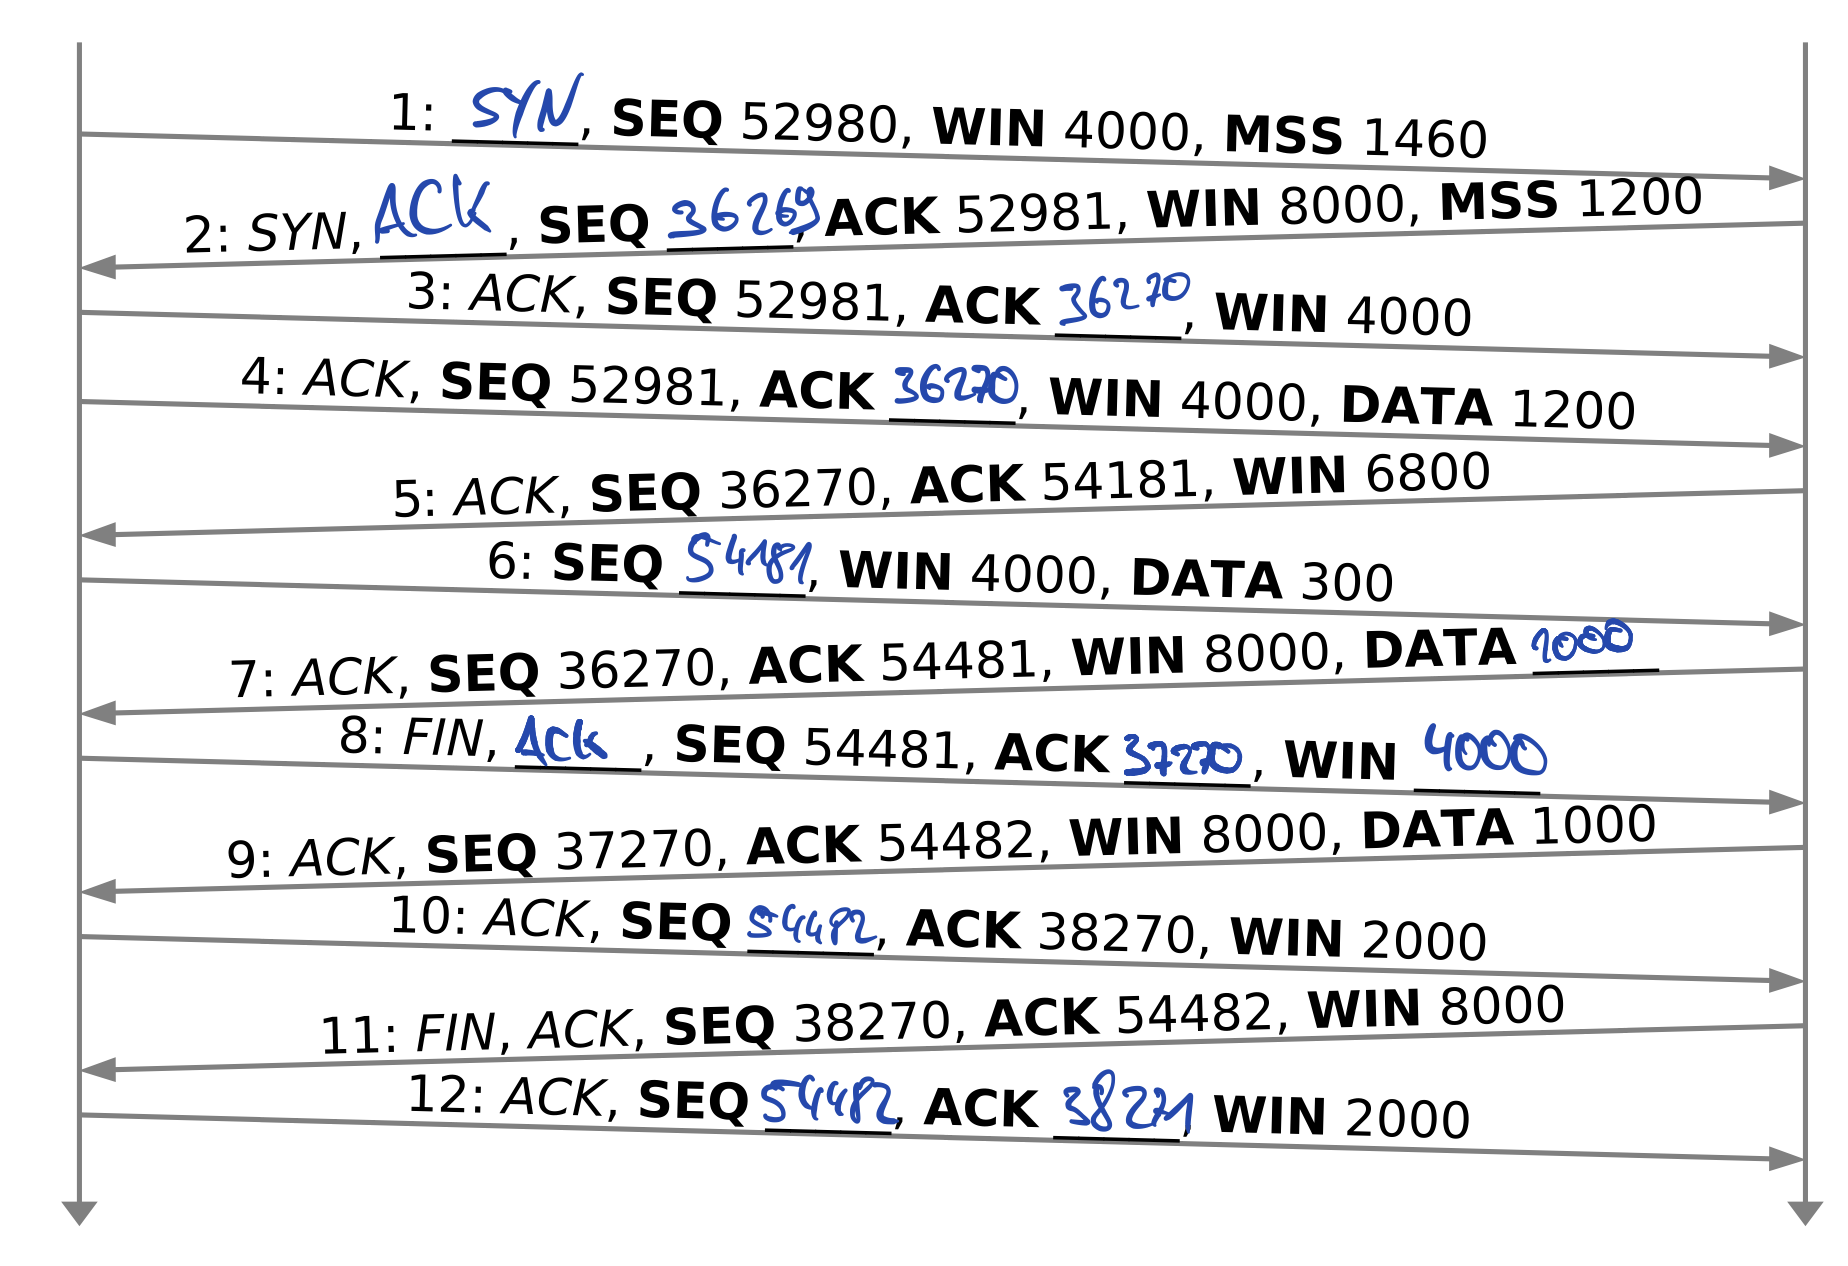 1: SYN, SEQ 52980, WIN 4000, MSS 1460
2: SYN, ACK, SEQ 36269, ACK 52981, WIN 8000, MSS 1200
3: ACK, SEQ 52981, ACK 36270, WIN 4000
4: ACK, SEQ 52981, ACK 36270, WIN 4000, DATA 1200
5: ACK, SEQ 36270, ACK 54181, WIN 6800
6: SEQ 54181, WIN 4000, DATA 300
7: ACK, SEQ 36270, ACK 54481, WIN 8000, DATA 1000
8: FIN, ACK, SEQ 54481, ACK 37270, WIN 4000
9: ACK, SEQ 37270, ACK 54482, WIN 8000, DATA 1000
10: ACK, SEQ 54482, ACK 38270, WIN 2000
11: FIN, ACK, SEQ 38270, ACK 54482, WIN 8000
12: ACK, SEQ 54482, ACK 38271, WIN 2000